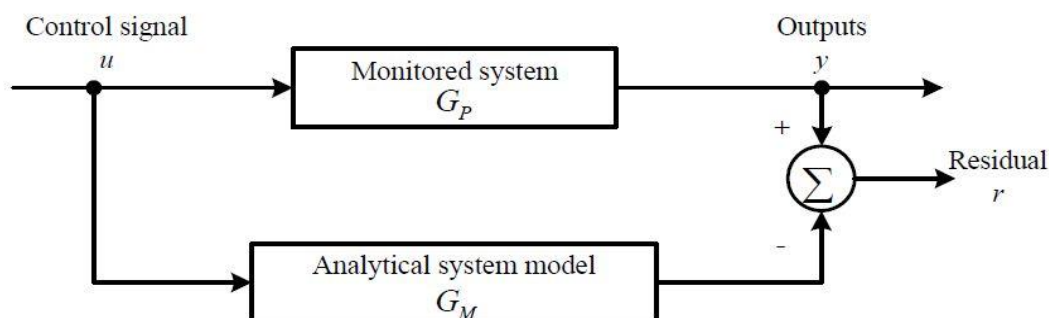 Control signal
u
Monitored system
G_P
Outputs
y
+
Σ
Residual
r
-
Analytical system model
G_M